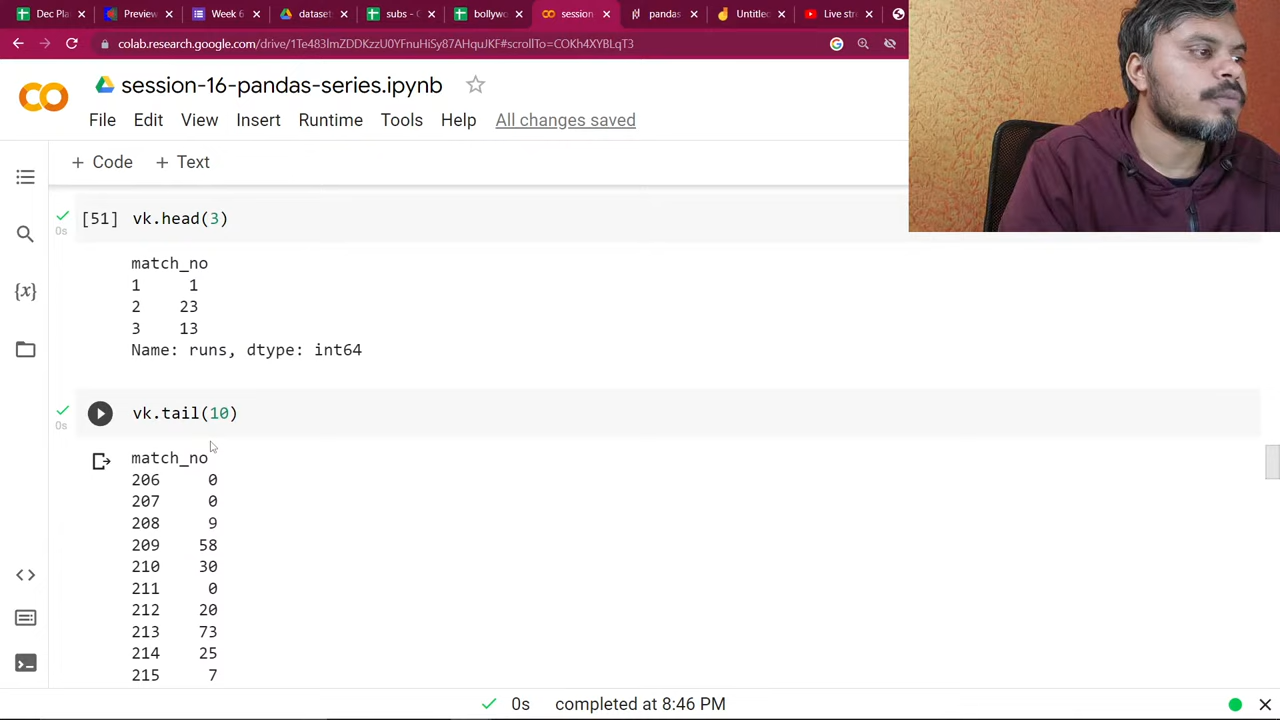 Dec Plan
Preview
Week 6
dataset
subs - G
bollywo
session
pandas
Untitled
Live str
colab.research.google.com/drive/1Te483lmZDDKzzU0YFnuHiSy87AHquJKF#scrollTo=COKh4XYBLqT3
session-16-pandas-series.ipynb
File Edit View Insert Runtime Tools Help All changes saved
+ Code + Text
[51] vk.head(3)
0s
match_no
1 1
2 23
3 13
Name: runs, dtype: int64
vk.tail(10)
0s
match_no
206 0
207 0
208 9
209 58
210 30
211 0
212 20
213 73
214 25
215 7
0s completed at 8:46 PM